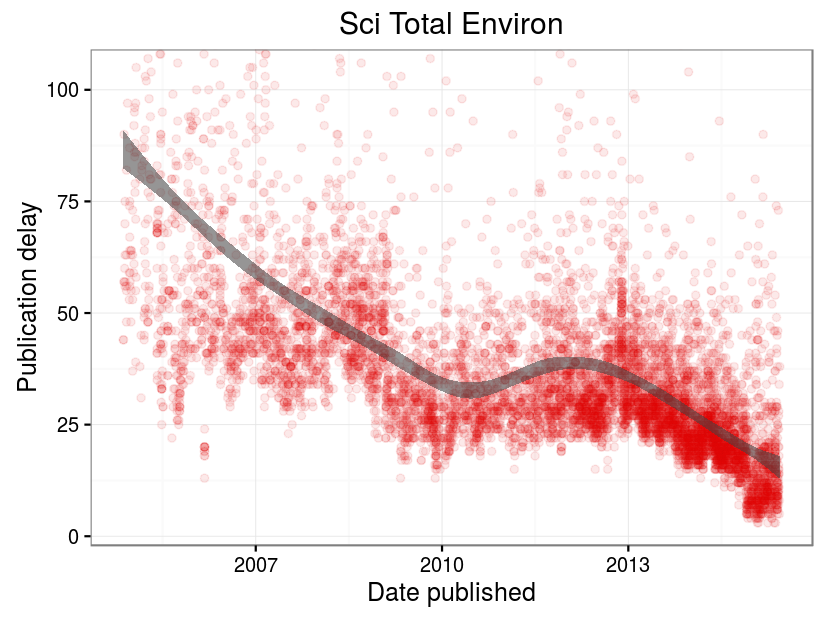 Sci Total Environ
Publication delay
100
75
50
25
0
2007
2010
2013
Date published